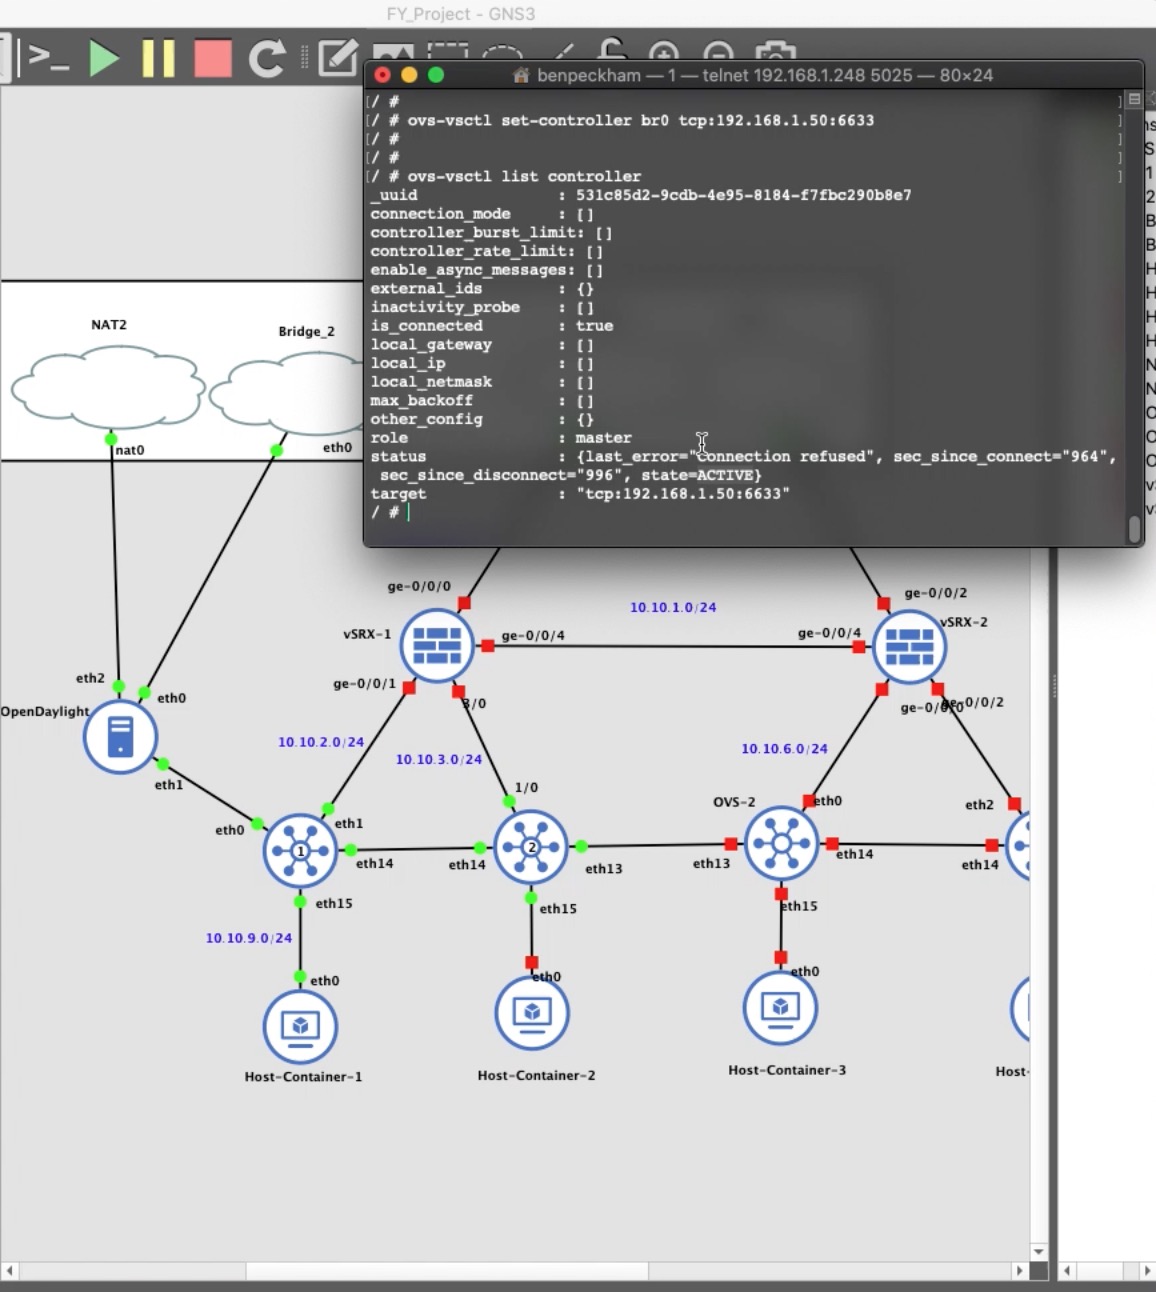 FY_Project - GNS3
benpeckham — 1 — telnet 192.168.1.248 5025 — 80×24
[/ # ]
[/ # ovs-vsctl set-controller br0 tcp:192.168.1.50:6633 ]
[/ # ]
[/ # ]
[/ # ovs-vsctl list controller ]
_uuid : 531c85d2-9cdb-4e95-8184-f7fbc290b8e7
connection_mode : []
controller_burst_limit: []
controller_rate_limit: []
enable_async_messages: []
external_ids : {}
inactivity_probe : []
is_connected : true
local_gateway : []
local_ip : []
local_netmask : []
max_backoff : []
other_config : {}
role : master
status : {last_error="Connection refused", sec_since_connect="964",
sec_since_disconnect="996", state=ACTIVE}
target : "tcp:192.168.1.50:6633"
/ #
NAT2
Bridge_2
nat0
eth0
ge-0/0/0
10.10.1.0/24
ge-0/0/2
vSRX-1
ge-0/0/4
ge-0/0/4
vSRX-2
eth2
eth0
ge-0/0/1
3/0
ge-0/0/0
ge-0/0/2
OpenDaylight
10.10.2.0/24
10.10.3.0/24
10.10.6.0/24
eth1
1/0
OVS-2
eth0
eth2
eth0
eth1
1
2
eth14
eth14
eth13
eth13
eth14
eth14
eth15
eth15
eth15
10.10.9.0/24
eth0
eth0
eth0
Host-Container-1
Host-Container-2
Host-Container-3
Host-